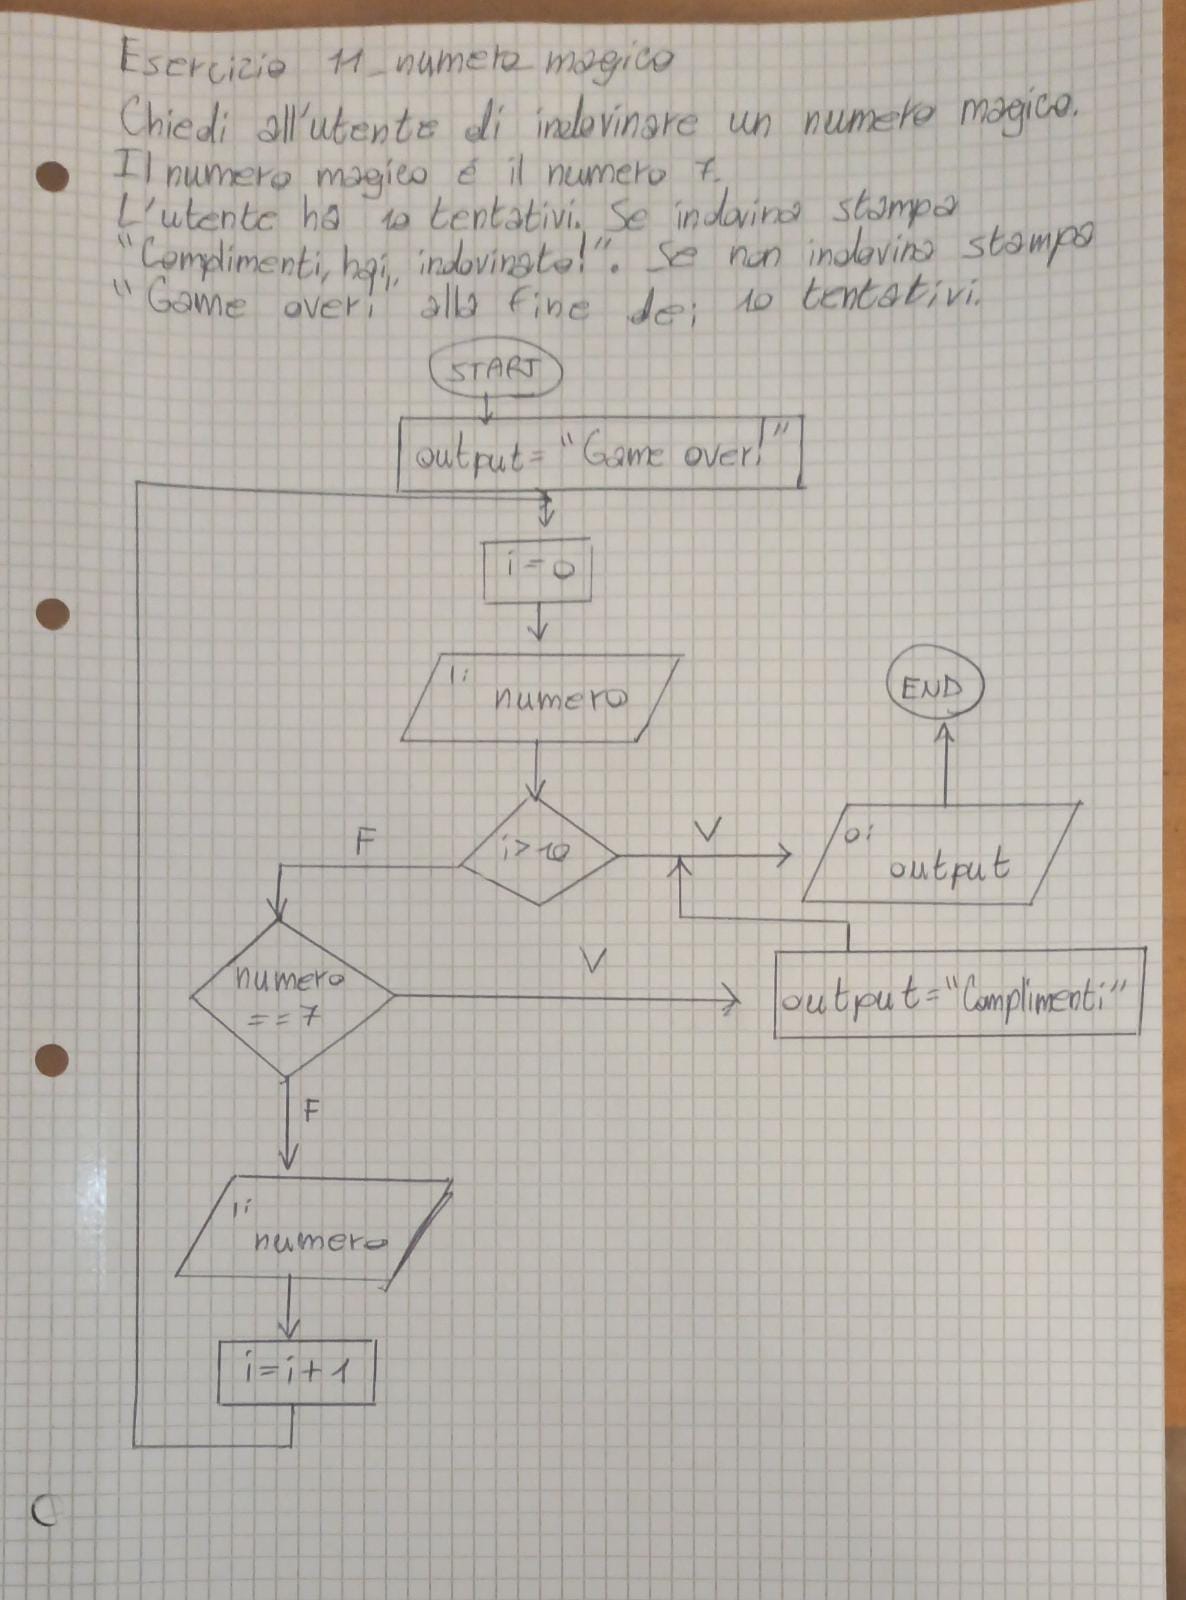 Esercizio 11_numero magico
Chiedi all'utente di indovinare un numero magico.
Il numero magico é il numero 7.
L'utente ha 10 tentativi. Se indovina stampa
"Complimenti, hai indovinato!". Se non indovina stampa
"Game over¡" alla fine dei 10 tentativi.
START
output= "Game over!"
i=0
I: numero
END
i>10
F
V
O: output
numero
==7
V
output="Complimenti"
F
I: numero
i=i+1